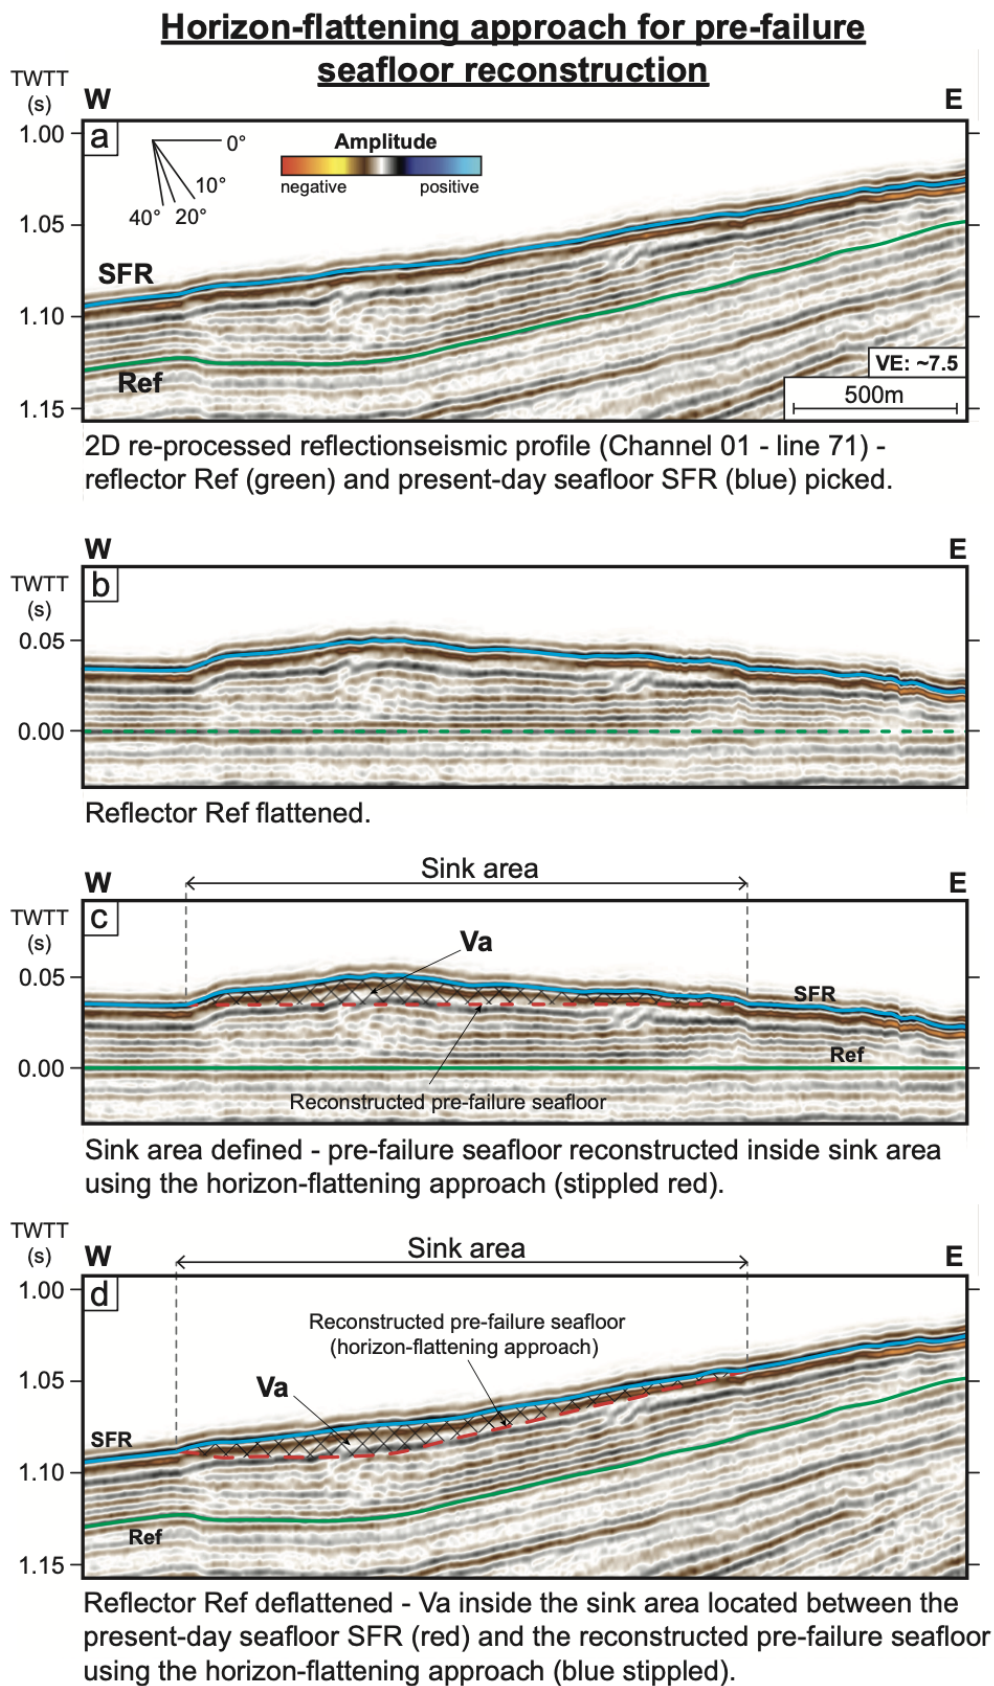 Horizon-flattening approach for pre-failure
seafloor reconstruction
TWTT
(s)
W
E
a
1.00
1.05
1.10
1.15
0°
10°
20°
40°
Amplitude
negative
positive
SFR
Ref
VE: ~7.5
500m
2D re-processed reflectionseismic profile (Channel 01 - line 71) -
reflector Ref (green) and present-day seafloor SFR (blue) picked.
W
E
TWTT
(s)
b
0.05
0.00
Reflector Ref flattened.
Sink area
W
E
TWTT
(s)
c
Va
0.05
SFR
Ref
0.00
Reconstructed pre-failure seafloor
Sink area defined - pre-failure seafloor reconstructed inside sink area
using the horizon-flattening approach (stippled red).
TWTT
(s)
W
Sink area
E
d
1.00
Reconstructed pre-failure seafloor
(horizon-flattening approach)
1.05
Va
SFR
1.10
Ref
1.15
Reflector Ref deflattened - Va inside the sink area located between the
present-day seafloor SFR (red) and the reconstructed pre-failure seafloor
using the horizon-flattening approach (blue stippled).